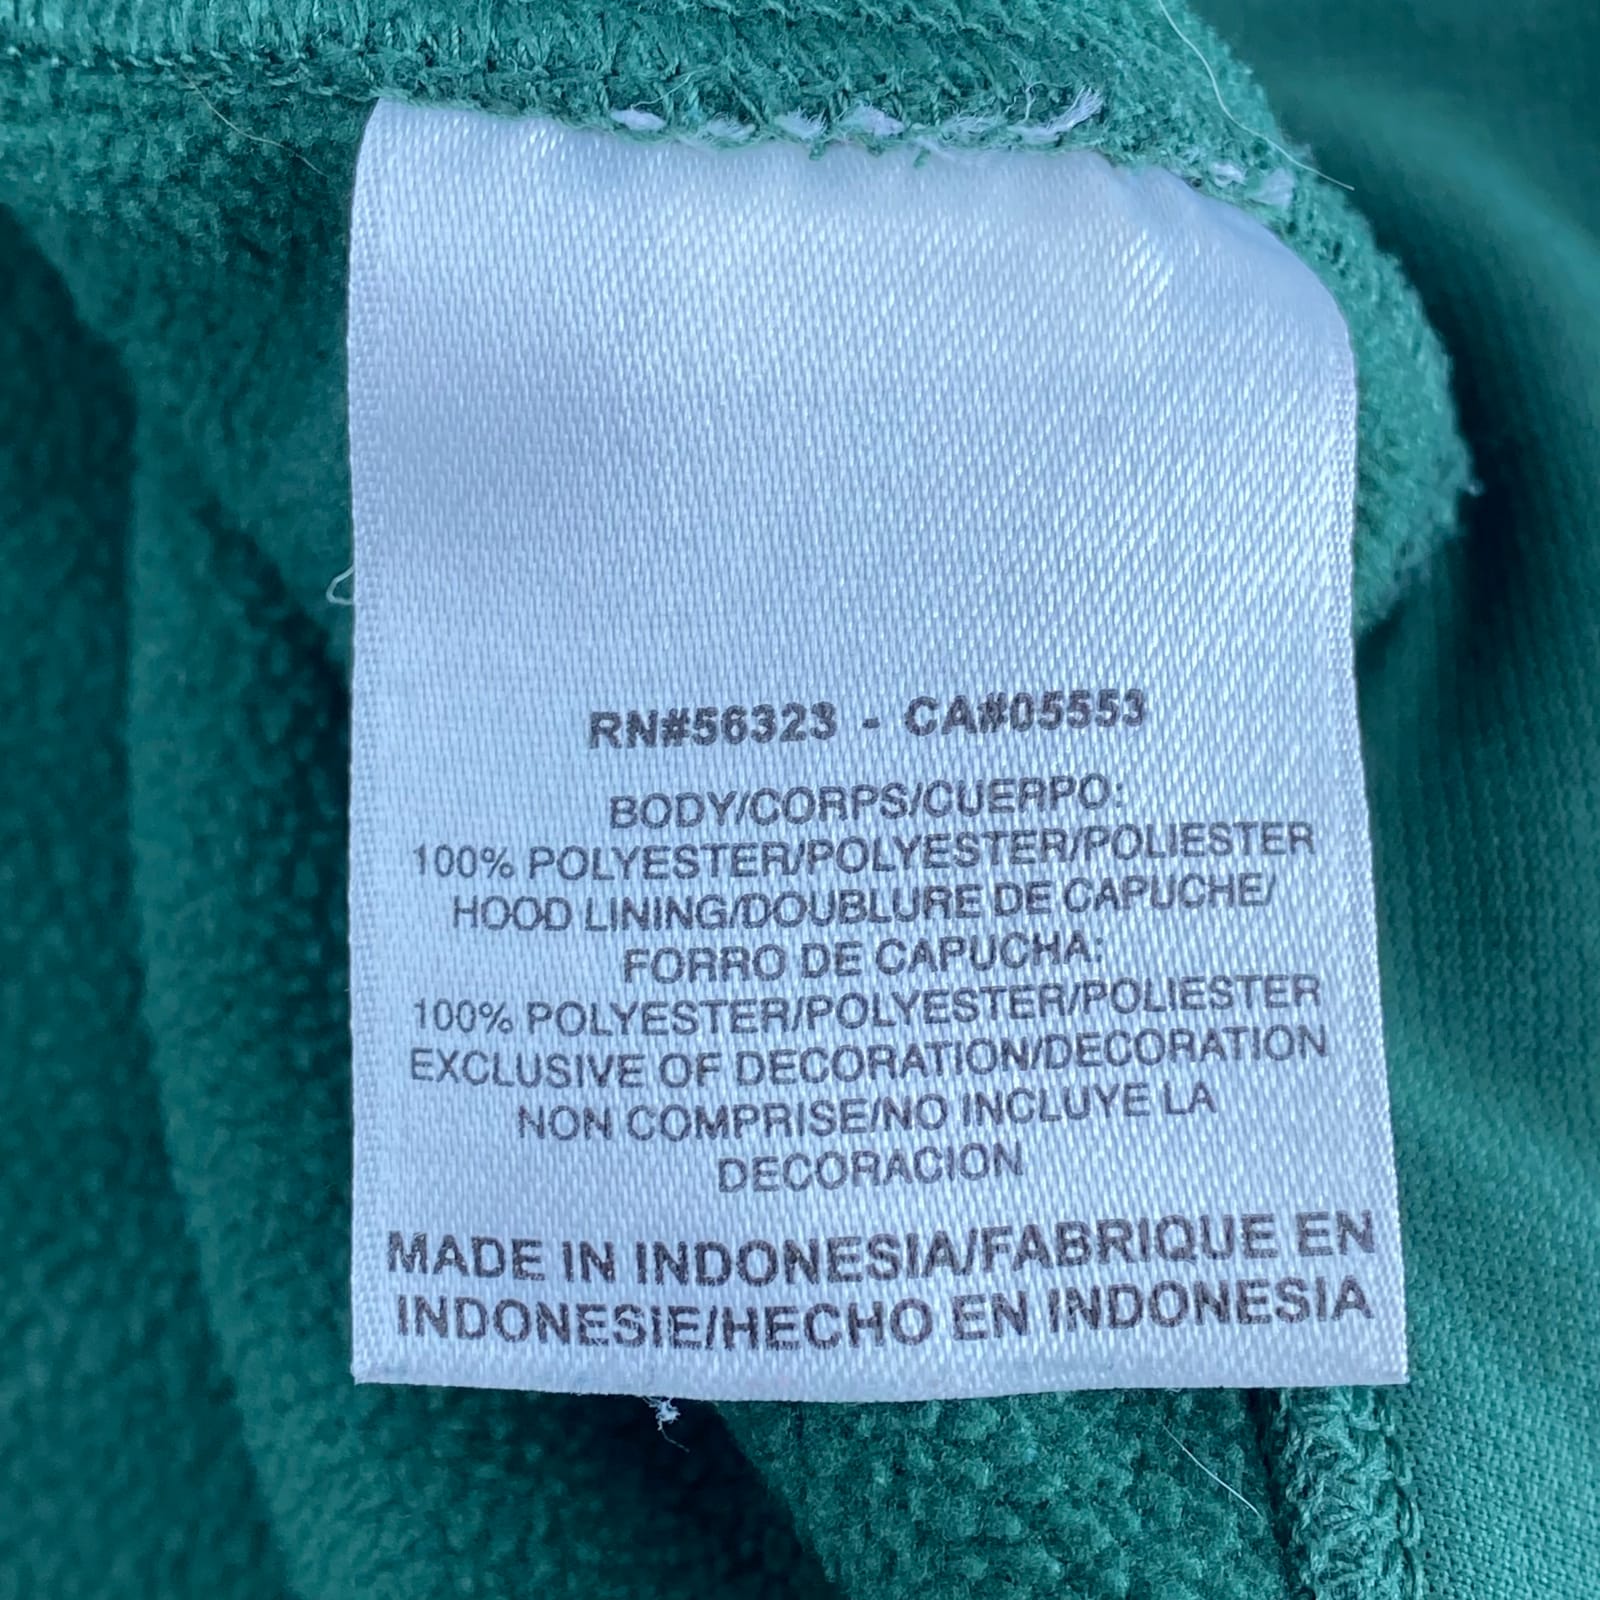 RN#56323 - CA#05553
BODY/CORPS/CUERPO:
100% POLYESTER/POLYESTER/POLIESTER
HOOD LINING/DOUBLURE DE CAPUCHE/
FORRO DE CAPUCHA:
100% POLYESTER/POLYESTER/POLIESTER
EXCLUSIVE OF DECORATION/DECORATION
NON COMPRISE/NO INCLUYE LA
DECORACION
MADE IN INDONESIA/FABRIQUE EN
INDONESIE/HECHO EN INDONESIA